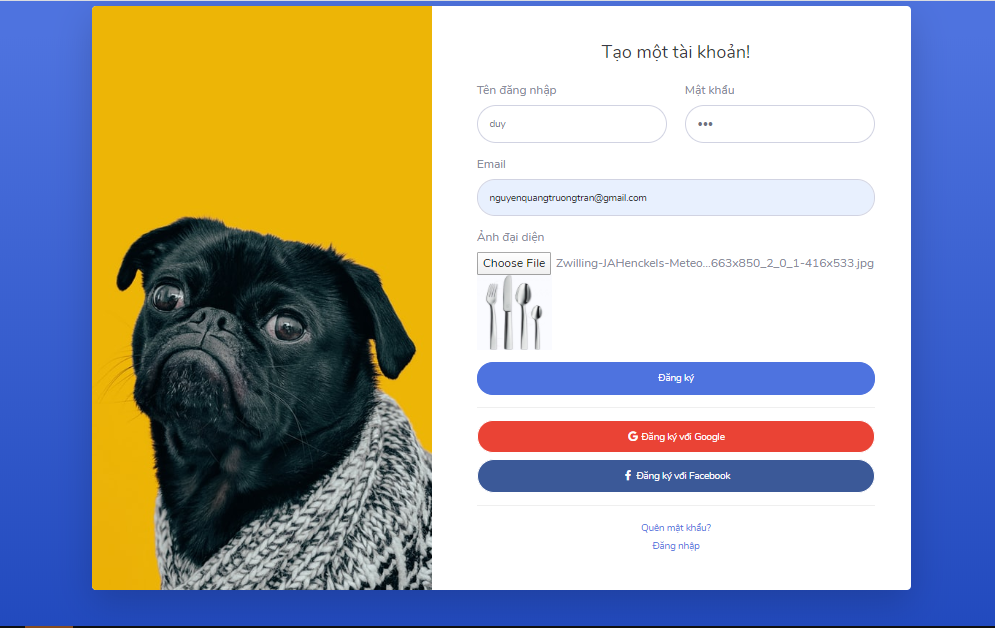 Tạo một tài khoản!
Tên đăng nhập Mật khẩu
duy •••
Email
nguyenquangtruongtran@gmail.com
Ảnh đại diện
Choose File Zwilling-JAHenckels-Meteo...663x850_2_0_1-416x533.jpg
Đăng ký
Đăng ký với Google
Đăng ký với Facebook
Quên mật khẩu?
Đăng nhập